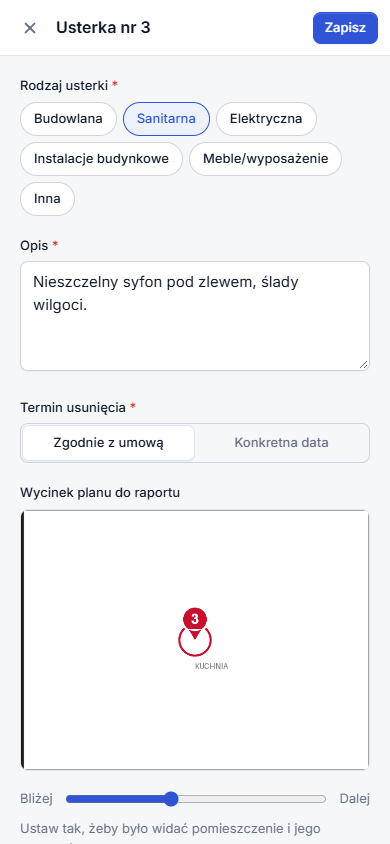 Usterka nr 3
Zapisz
Rodzaj usterki *
Budowlana
Sanitarna
Elektryczna
Instalacje budynkowe
Meble/wyposażenie
Inna
Opis *
Nieszczelny syfon pod zlewem, ślady
wilgoci.
Termin usunięcia *
Zgodnie z umową
Konkretna data
Wycinek planu do raportu
3
KUCHNIA
Bliżej
Dalej
Ustaw tak, żeby było widać pomieszczenie i jego